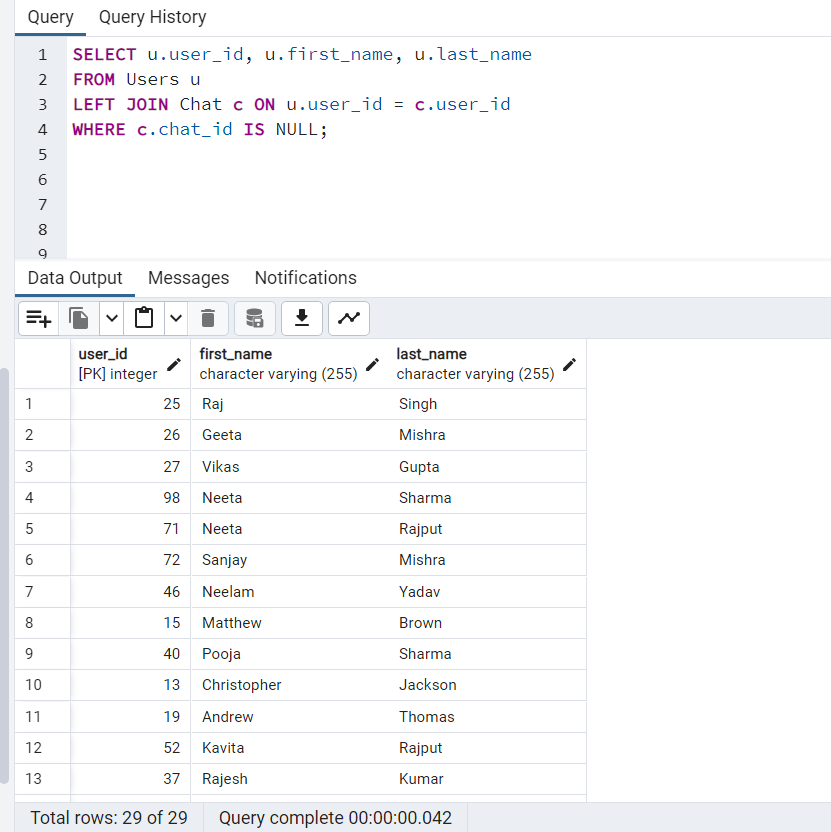 Query Query History
1 SELECT u.user_id, u.first_name, u.last_name
2 FROM Users u
3 LEFT JOIN Chat c ON u.user_id = c.user_id
4 WHERE c.chat_id IS NULL;
5
6
7
8
9
Data Output Messages Notifications
user_id first_name last_name
[PK] integer character varying (255) character varying (255)
1 25 Raj Singh
2 26 Geeta Mishra
3 27 Vikas Gupta
4 98 Neeta Sharma
5 71 Neeta Rajput
6 72 Sanjay Mishra
7 46 Neelam Yadav
8 15 Matthew Brown
9 40 Pooja Sharma
10 13 Christopher Jackson
11 19 Andrew Thomas
12 52 Kavita Rajput
13 37 Rajesh Kumar
Total rows: 29 of 29 Query complete 00:00:00.042